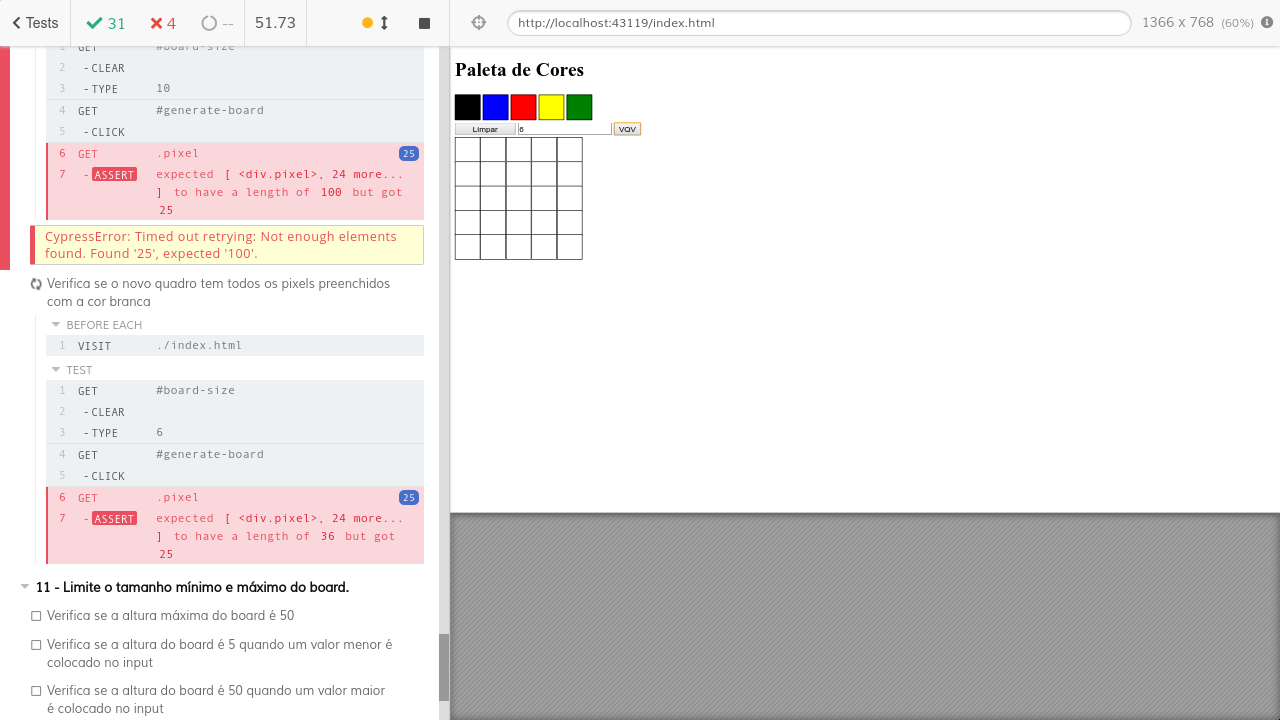 Tests 31 4 -- 51.73
http://localhost:43119/index.html
1366 x 768 (60%)
1 GET #board-size
2 -CLEAR
3 -TYPE 10
4 GET #generate-board
5 -CLICK
6 GET .pixel 25
7 -ASSERT expected [ <div.pixel>, 24 more...
] to have a length of 100 but got
25
CypressError: Timed out retrying: Not enough elements
found. Found '25', expected '100'.
Verifica se o novo quadro tem todos os pixels preenchidos
com a cor branca
BEFORE EACH
1 VISIT ./index.html
TEST
1 GET #board-size
2 -CLEAR
3 -TYPE 6
4 GET #generate-board
5 -CLICK
6 GET .pixel 25
7 -ASSERT expected [ <div.pixel>, 24 more...
] to have a length of 36 but got
25
11 - Limite o tamanho mínimo e máximo do board.
Verifica se a altura máxima do board é 50
Verifica se a altura do board é 5 quando um valor menor é
colocado no input
Verifica se a altura do board é 50 quando um valor maior
é colocado no input
Paleta de Cores
Limpar 6 VQV